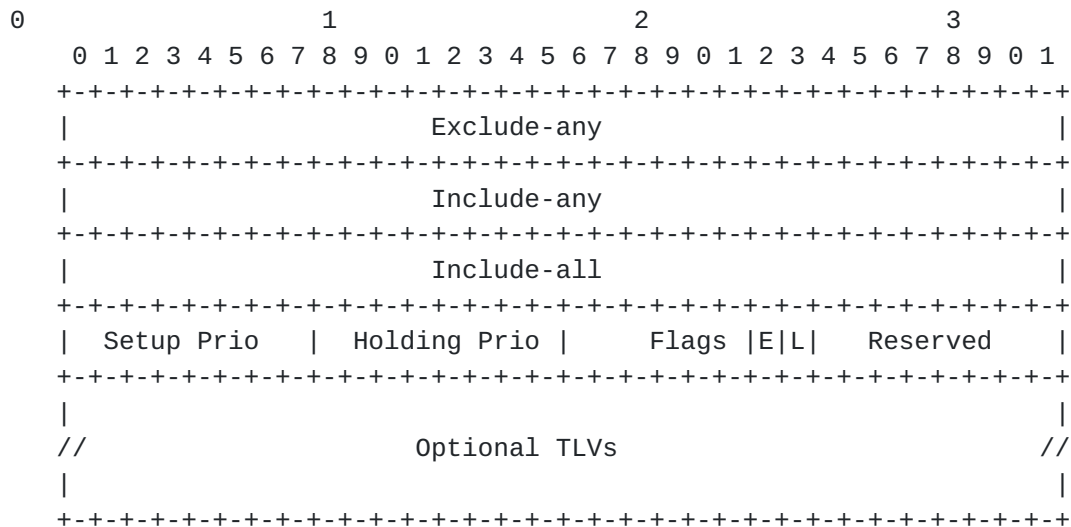 0                   1                   2                   3
    0 1 2 3 4 5 6 7 8 9 0 1 2 3 4 5 6 7 8 9 0 1 2 3 4 5 6 7 8 9 0 1
   +-+-+-+-+-+-+-+-+-+-+-+-+-+-+-+-+-+-+-+-+-+-+-+-+-+-+-+-+-+-+-+-+
   |                       Exclude-any                             |
   +-+-+-+-+-+-+-+-+-+-+-+-+-+-+-+-+-+-+-+-+-+-+-+-+-+-+-+-+-+-+-+-+
   |                       Include-any                             |
   +-+-+-+-+-+-+-+-+-+-+-+-+-+-+-+-+-+-+-+-+-+-+-+-+-+-+-+-+-+-+-+-+
   |                       Include-all                             |
   +-+-+-+-+-+-+-+-+-+-+-+-+-+-+-+-+-+-+-+-+-+-+-+-+-+-+-+-+-+-+-+-+
   |  Setup Prio   |  Holding Prio |     Flags |E|L|   Reserved    |
   +-+-+-+-+-+-+-+-+-+-+-+-+-+-+-+-+-+-+-+-+-+-+-+-+-+-+-+-+-+-+-+-+
   |                                                               |
   //                     Optional TLVs                           //
   |                                                               |
   +-+-+-+-+-+-+-+-+-+-+-+-+-+-+-+-+-+-+-+-+-+-+-+-+-+-+-+-+-+-+-+-+